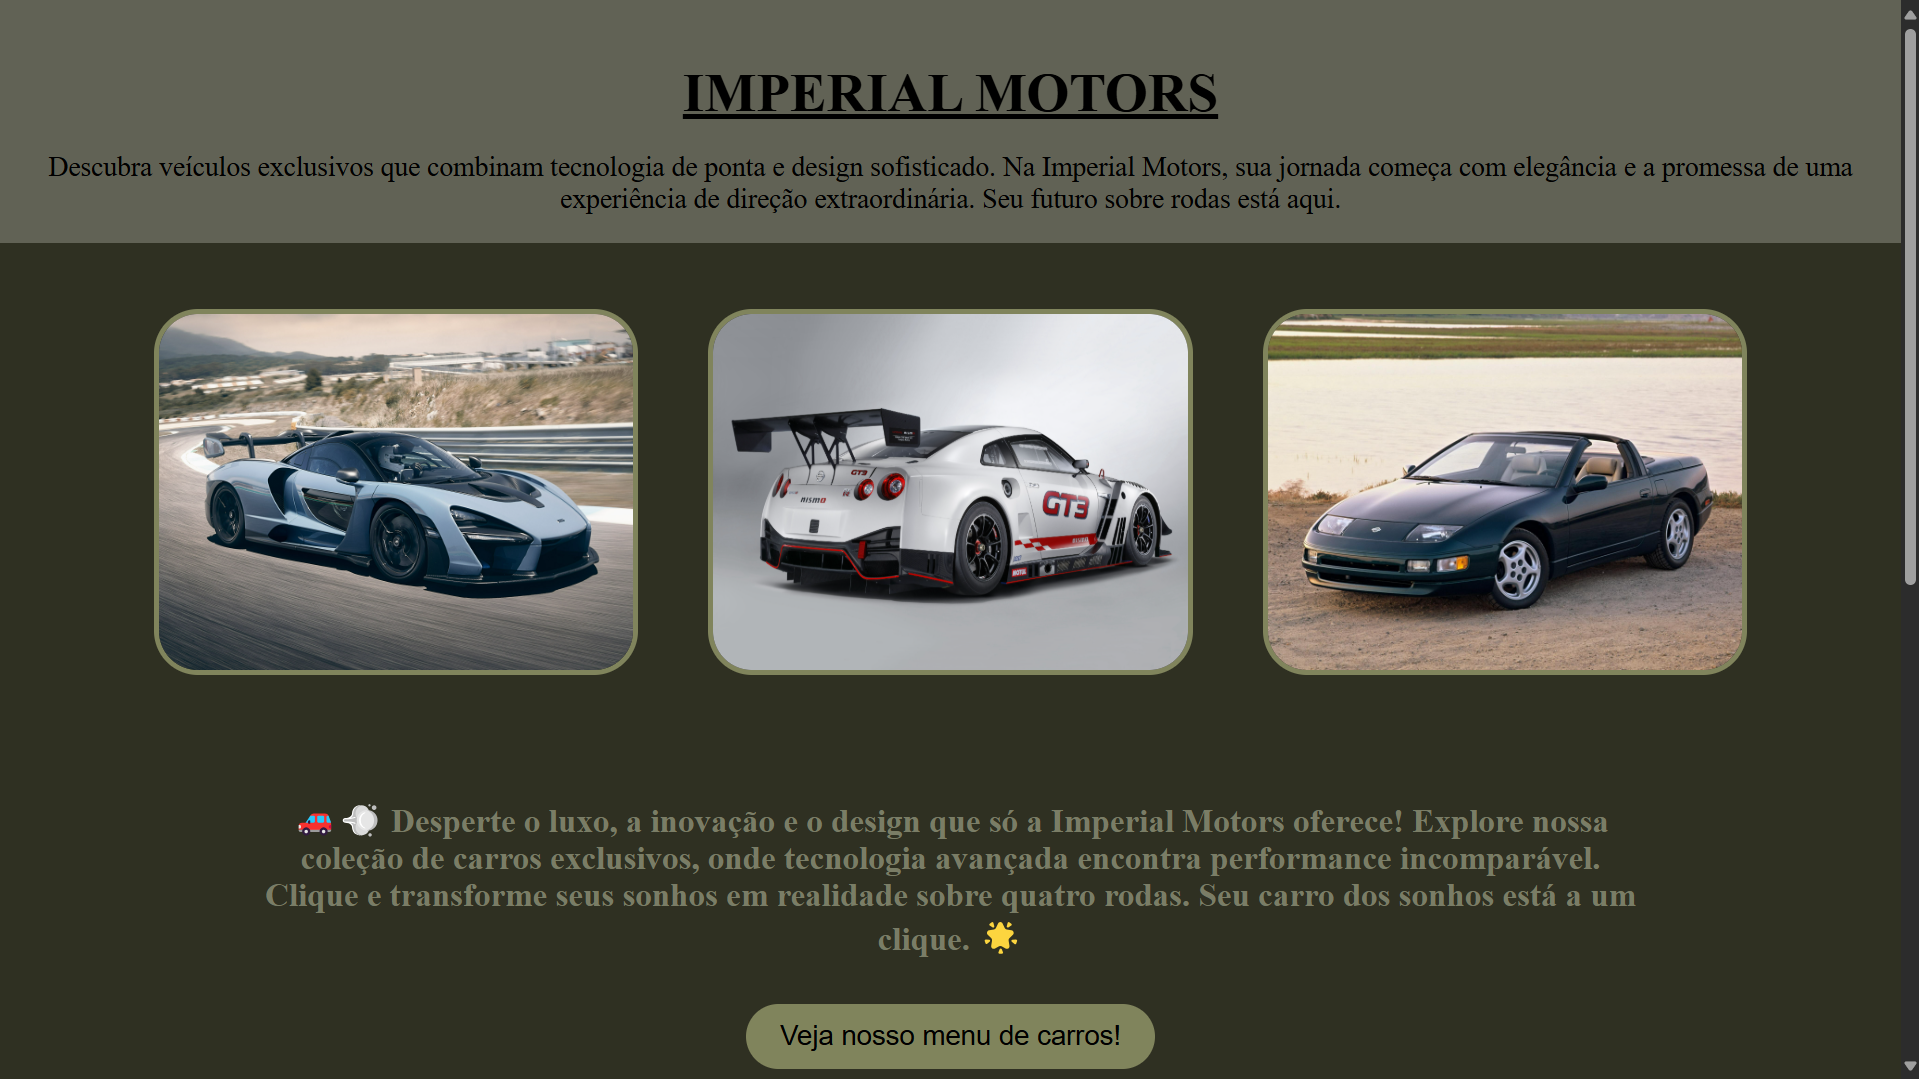 IMPERIAL MOTORS
Descubra veículos exclusivos que combinam tecnologia de ponta e design sofisticado. Na Imperial Motors, sua jornada começa com elegância e a promessa de uma
experiência de direção extraordinária. Seu futuro sobre rodas está aqui.
GT3
nismo
GT3
🚗💨 Desperte o luxo, a inovação e o design que só a Imperial Motors oferece! Explore nossa
coleção de carros exclusivos, onde tecnologia avançada encontra performance incomparável.
Clique e transforme seus sonhos em realidade sobre quatro rodas. Seu carro dos sonhos está a um
clique. 🌟
Veja nosso menu de carros!